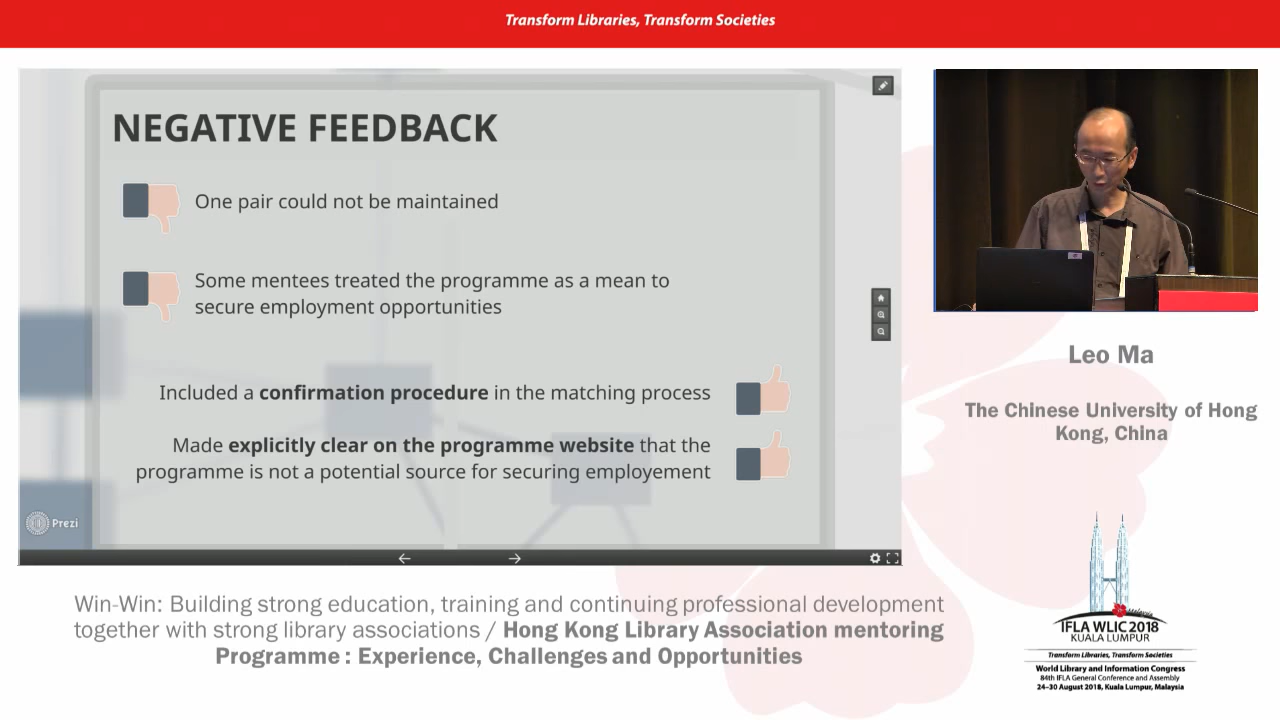 Transform Libraries, Transform Societies
NEGATIVE FEEDBACK
One pair could not be maintained
Some mentees treated the programme as a mean to
secure employment opportunities
Included a confirmation procedure in the matching process
Made explicitly clear on the programme website that the
programme is not a potential source for securing employement
Prezi
Leo Ma
The Chinese University of Hong
Kong, China
Win-Win: Building strong education, training and continuing professional development
together with strong library associations / Hong Kong Library Association mentoring
Programme : Experience, Challenges and Opportunities
malaysia
IFLA WLIC 2018
KUALA LUMPUR
Transform Libraries, Transform Societies
World Library and Information Congress
84th IFLA General Conference and Assembly
24–30 August 2018, Kuala Lumpur, Malaysia